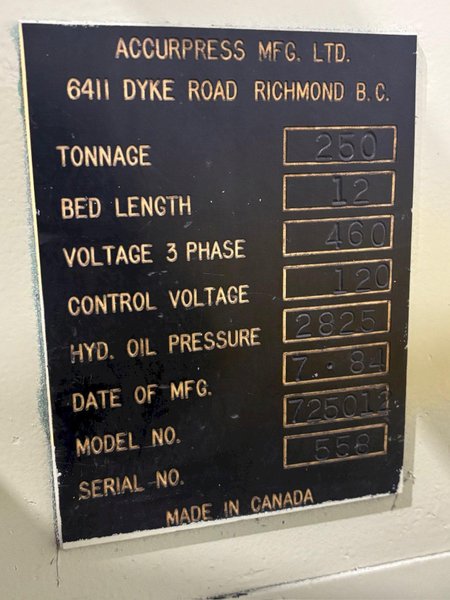 ACCURPRESS MFG. LTD.
6411 DYKE ROAD RICHMOND B.C.
TONNAGE 250
BED LENGTH 12
VOLTAGE 3 PHASE 460
CONTROL VOLTAGE 120
HYD. OIL PRESSURE 2825
DATE OF MFG. 7·84
MODEL NO. 725012
SERIAL NO. 558
MADE IN CANADA